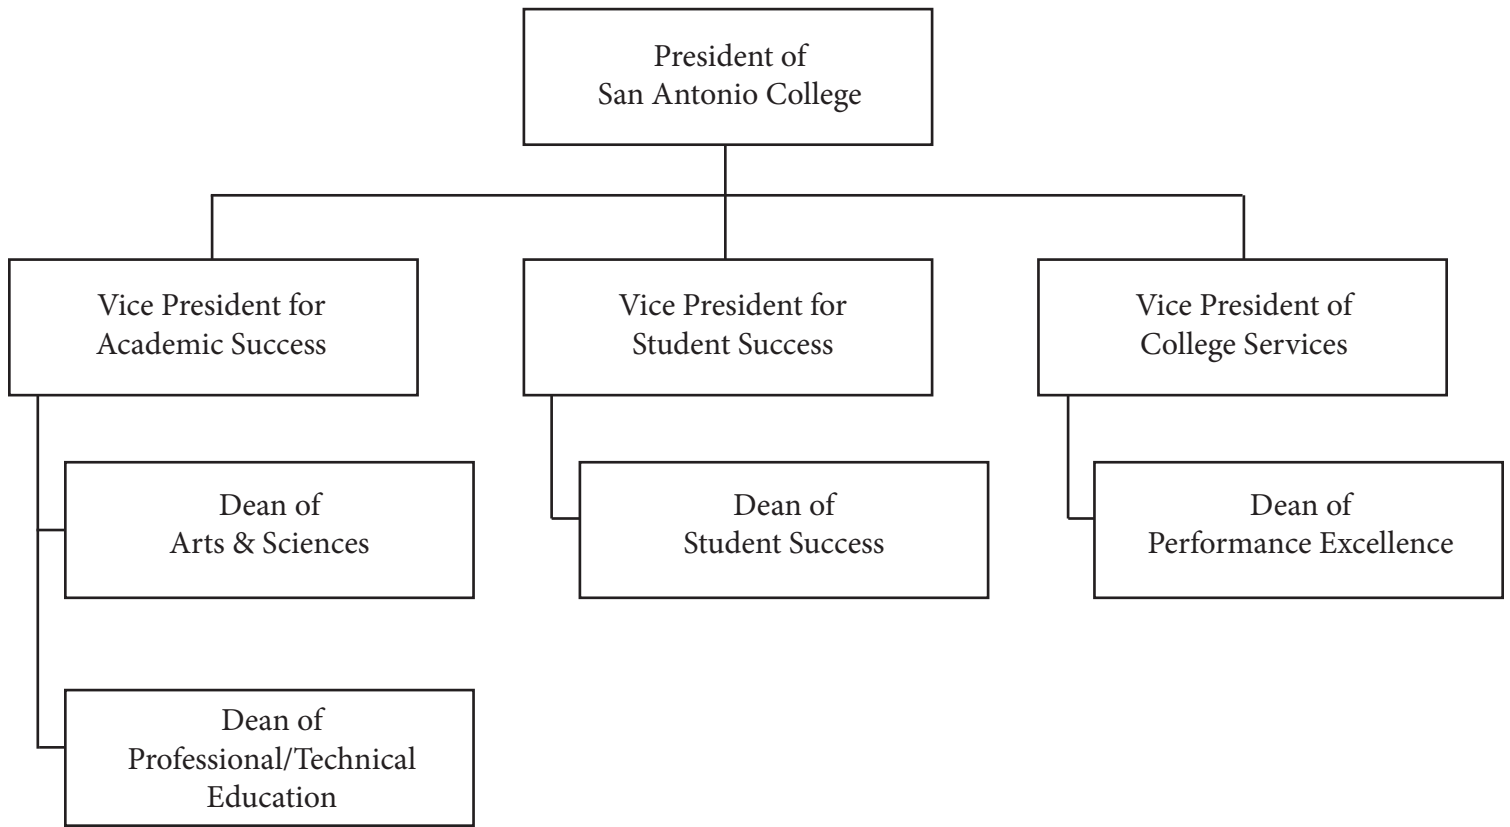 President of
San Antonio College
Vice President for
Academic Success
Vice President for
Student Success
Vice President of
College Services
Dean of
Arts & Sciences
Dean of
Student Success
Dean of
Performance Excellence
Dean of
Professional/Technical
Education